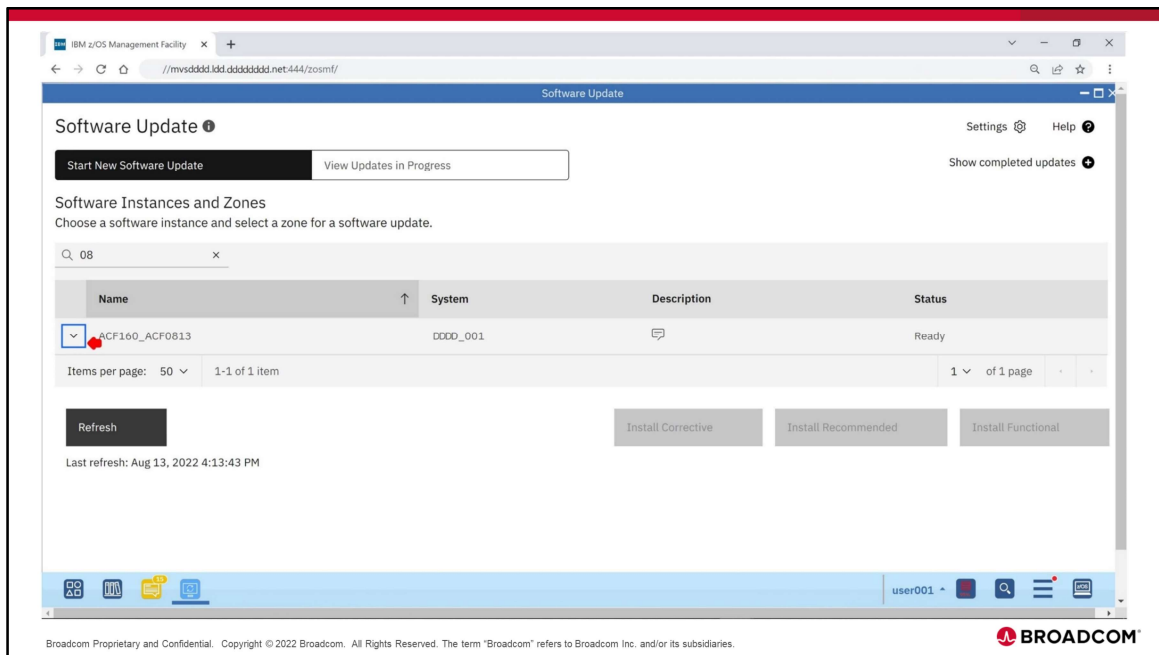 IBM z/OS Management Facility
//mvsdddd.ldd.dddddddd.net:444/zosmf/
Software Update
Software Update
Settings
Help
Start New Software Update
View Updates in Progress
Show completed updates
Software Instances and Zones
Choose a software instance and select a zone for a software update.
08
Name System Description Status
ACF160_ACF0813 DDDD_001 Ready
Items per page: 50 1-1 of 1 item 1 of 1 page
Refresh Install Corrective Install Recommended Install Functional
Last refresh: Aug 13, 2022 4:13:43 PM
user001
z/OS
Broadcom Proprietary and Confidential. Copyright © 2022 Broadcom. All Rights Reserved. The term "Broadcom" refers to Broadcom Inc. and/or its subsidiaries.
BROADCOM